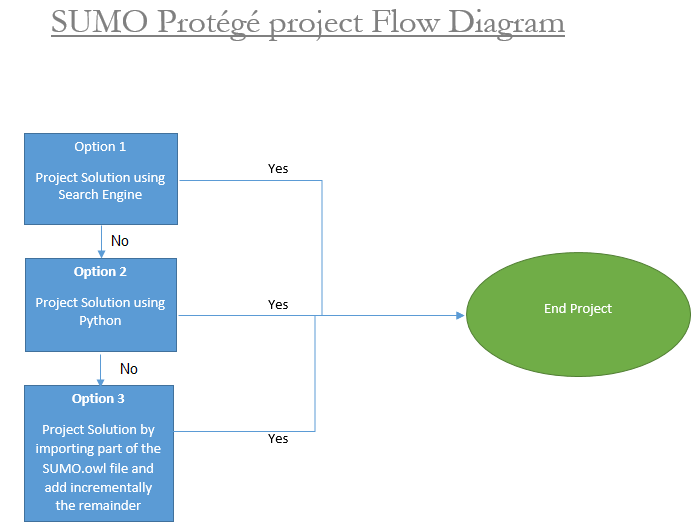 SUMO Protégé project Flow Diagram
Option 1
Project Solution using
Search Engine
Yes
No
Option 2
Project Solution using
Python
Yes
End Project
No
Option 3
Project Solution by
importing part of the
SUMO.owl file and
add incrementally
the remainder
Yes